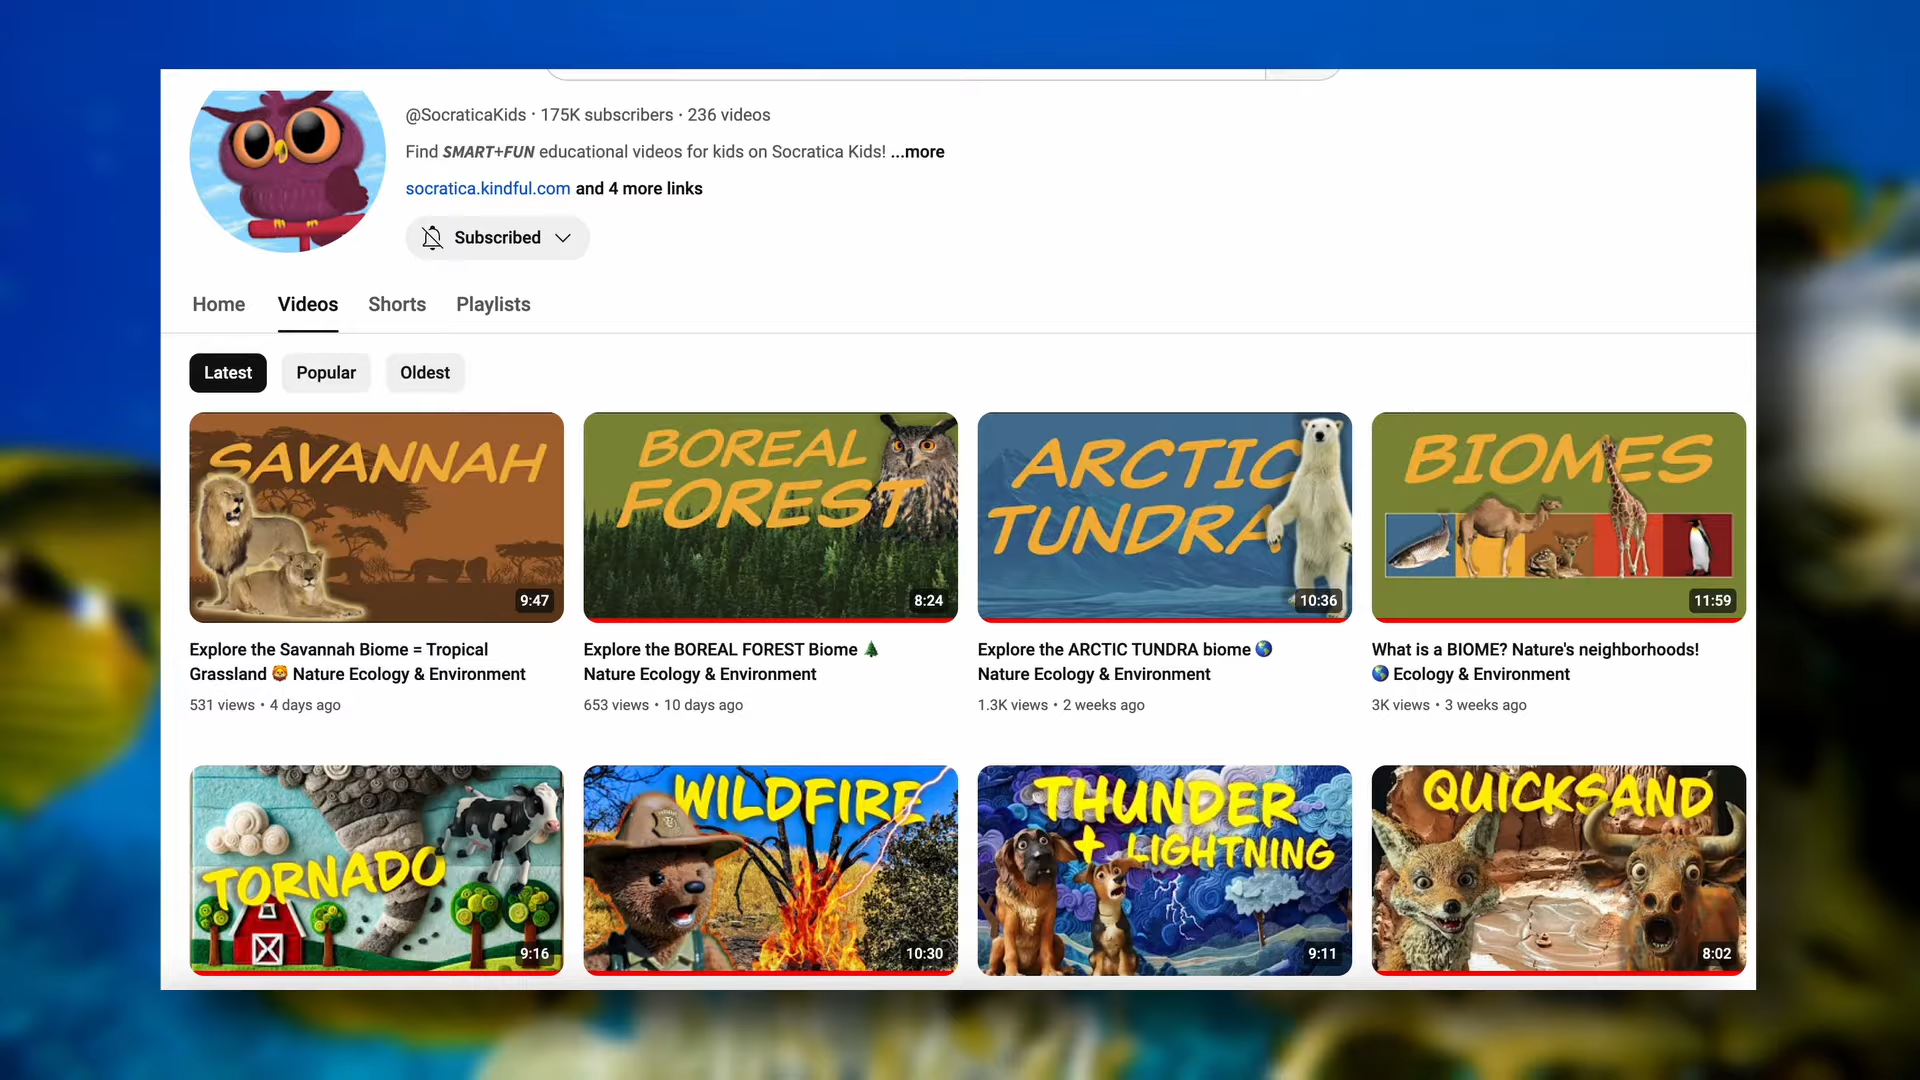 @SocraticaKids · 175K subscribers · 236 videos
Find SMART+FUN educational videos for kids on Socratica Kids! ...more
socratica.kindful.com and 4 more links
Subscribed
Home Videos Shorts Playlists
Latest Popular Oldest
SAVANNAH
9:47
BOREAL
FOREST
8:24
ARCTIC
TUNDRA
10:36
BIOMES
11:59
Explore the Savannah Biome = Tropical
Grassland 🦁 Nature Ecology & Environment
531 views · 4 days ago
Explore the BOREAL FOREST Biome 🌲
Nature Ecology & Environment
653 views · 10 days ago
Explore the ARCTIC TUNDRA biome 🌎
Nature Ecology & Environment
1.3K views · 2 weeks ago
What is a BIOME? Nature's neighborhoods!
🌎 Ecology & Environment
3K views · 3 weeks ago
TORNADO
9:16
WILDFIRE
10:30
THUNDER
+ LIGHTNING
9:11
QUICKSAND
8:02